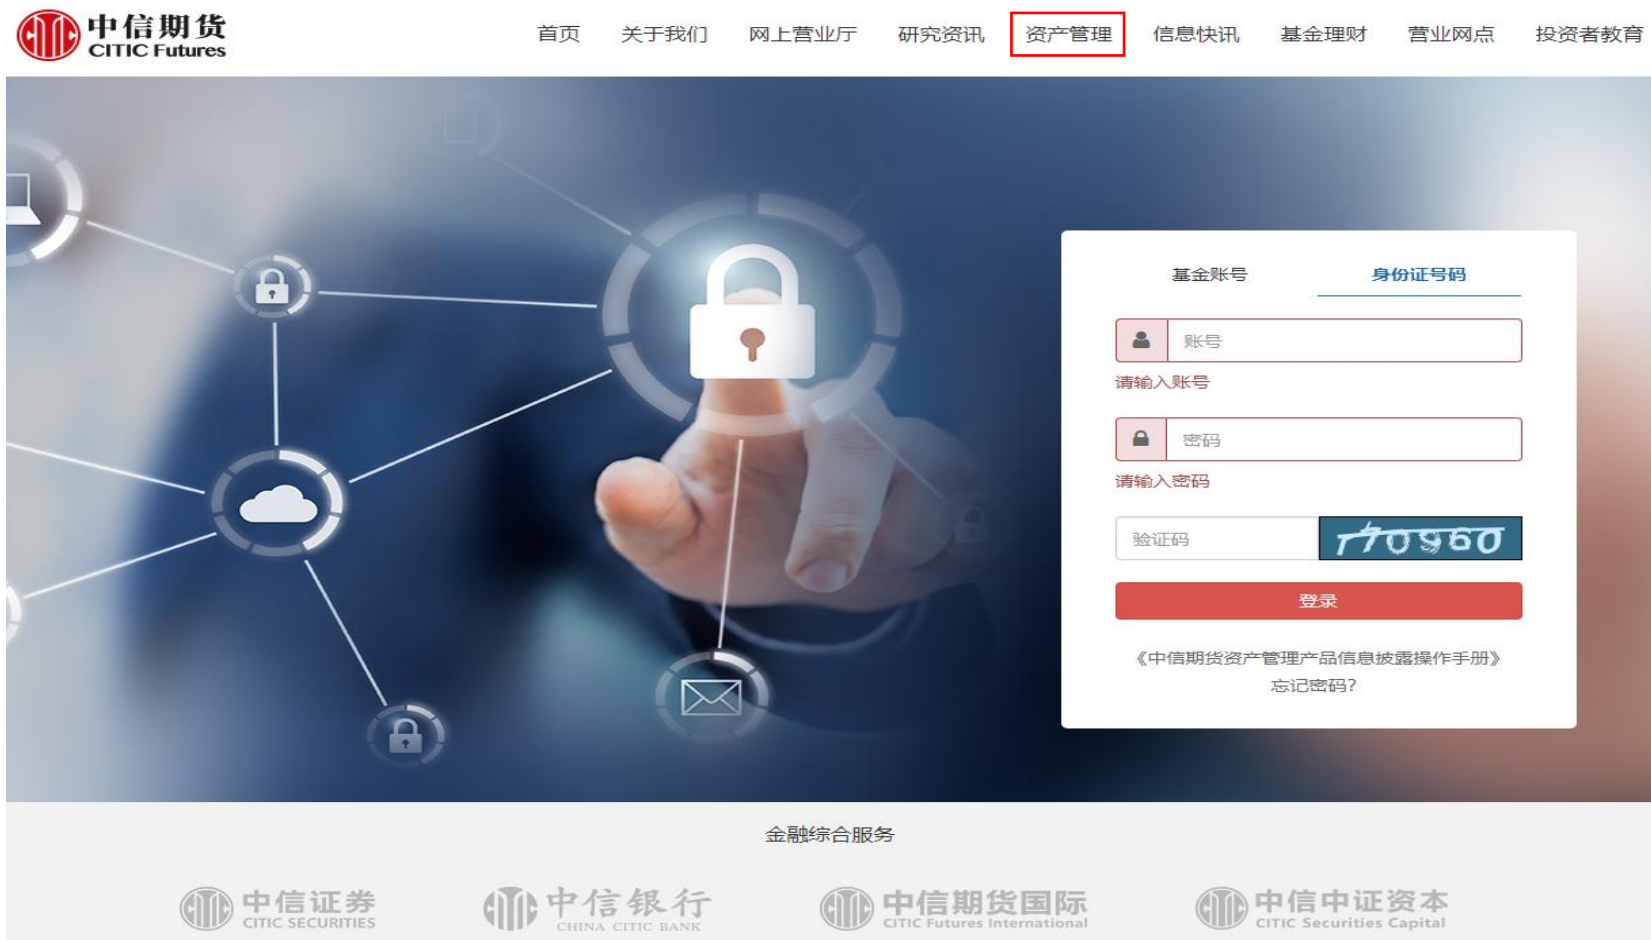 中信期货
CITIC Futures
首页 关于我们 网上营业厅 研究资讯 资产管理 信息快讯 基金理财 营业网点 投资者教育
基金账号 身份证号码
账号
请输入账号
密码
请输入密码
验证码
登录
《中信期货资产管理产品信息披露操作手册》
忘记密码?
金融综合服务
中信证券 中信银行 中信期货国际 中信中证资本
CITIC SECURITIES CHINA CITIC BANK CITIC Futures International CITIC Securities Capital